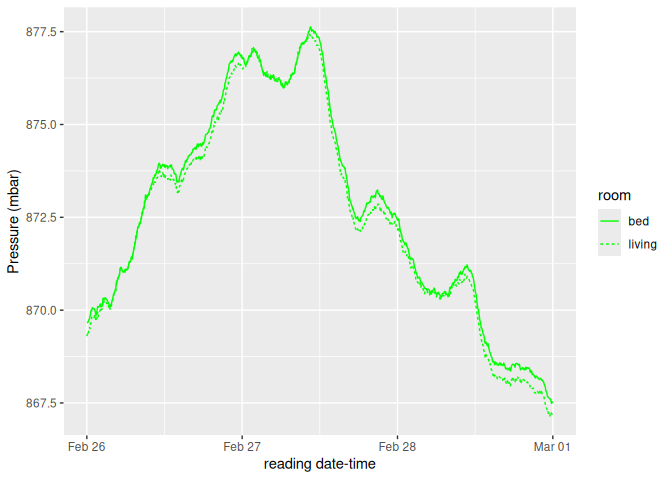 877.5
875.0
872.5
870.0
867.5
Pressure (mbar)
Feb 26
Feb 27
Feb 28
Mar 01
reading date-time
room
bed
living